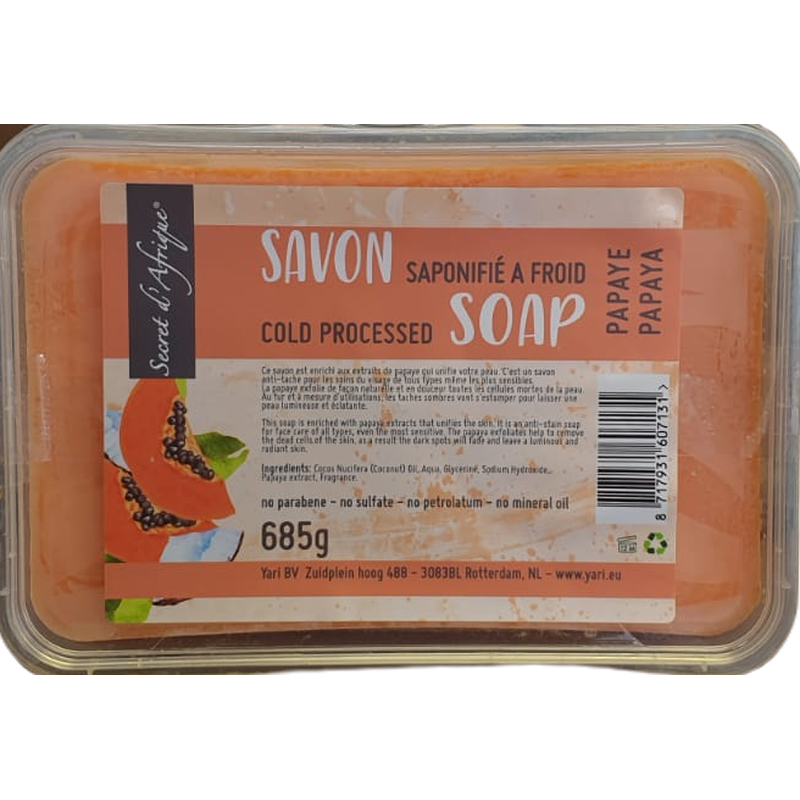 Secret d'Afrique®
SAVON SAPONIFIÉ A FROID
COLD PROCESSED SOAP
PAPAYE
PAPAYA
Ce savon est enrichi aux extraits de papaye qui unifie votre peau. C'est un savon
anti-tache pour les soins du visage de tous types même les plus sensibles.
La papaye exfolie de façon naturelle et en douceur toutes les cellules mortes de la peau.
Au fur et à mesure d'utilisations, les taches sombres vont s'estomper pour laisser une
peau lumineuse et éclatante.
This soap is enriched with papaya extracts that unifies the skin. it is an anti-stain soap
for face care of all types, even the most sensitive. The papaya exfoliates help to remove
the dead cells of the skin, as a result the dark spots will fade and leave a luminous and
radiant skin.
Ingredients: Cocos Nucifera (Coconut) Oil, Aqua, Glycerine, Sodium Hydroxide,
Papaya extract, Fragrance.
no parabene – no sulfate – no petrolatum – no mineral oil
685g
8 717931 607131 >
12 M
Yari BV Zuidplein hoog 488 - 3083BL Rotterdam, NL - www.yari.eu